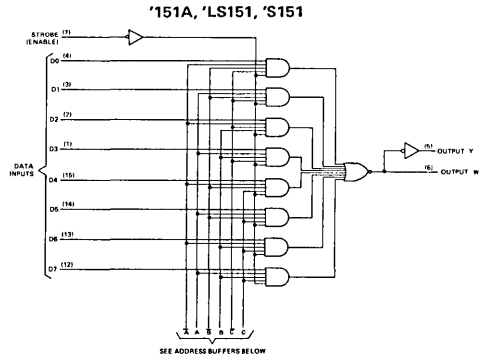 '151A, 'LS151, 'S151
STROBE (7)
(ENABLE)
D0 (4)
D1 (3)
D2 (2)
D3 (1)
DATA
INPUTS
D4 (15)
D5 (14)
D6 (13)
D7 (12)
(5) OUTPUT Y
(6) OUTPUT W
A A B B C C
SEE ADDRESS BUFFERS BELOW